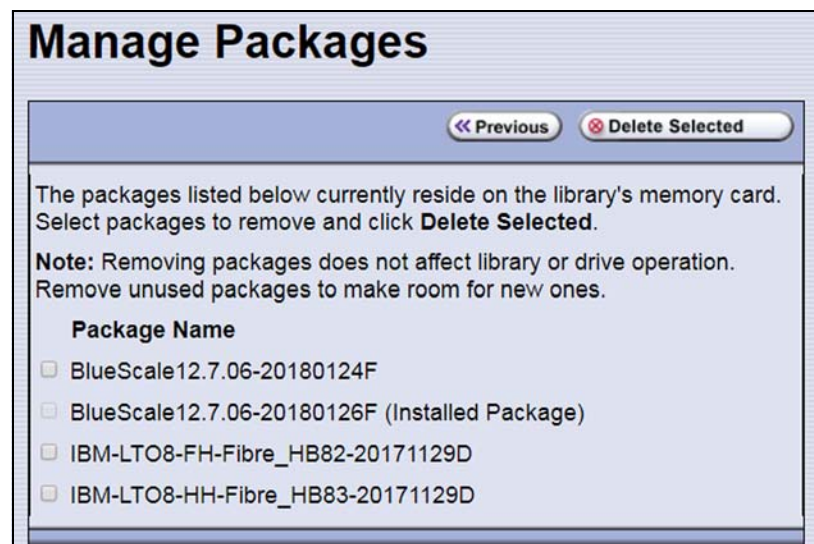 Manage Packages
Previous
Delete Selected
The packages listed below currently reside on the library's memory card.
Select packages to remove and click Delete Selected.
Note: Removing packages does not affect library or drive operation.
Remove unused packages to make room for new ones.
Package Name
BlueScale12.7.06-20180124F
BlueScale12.7.06-20180126F (Installed Package)
IBM-LTO8-FH-Fibre_HB82-20171129D
IBM-LTO8-HH-Fibre_HB83-20171129D